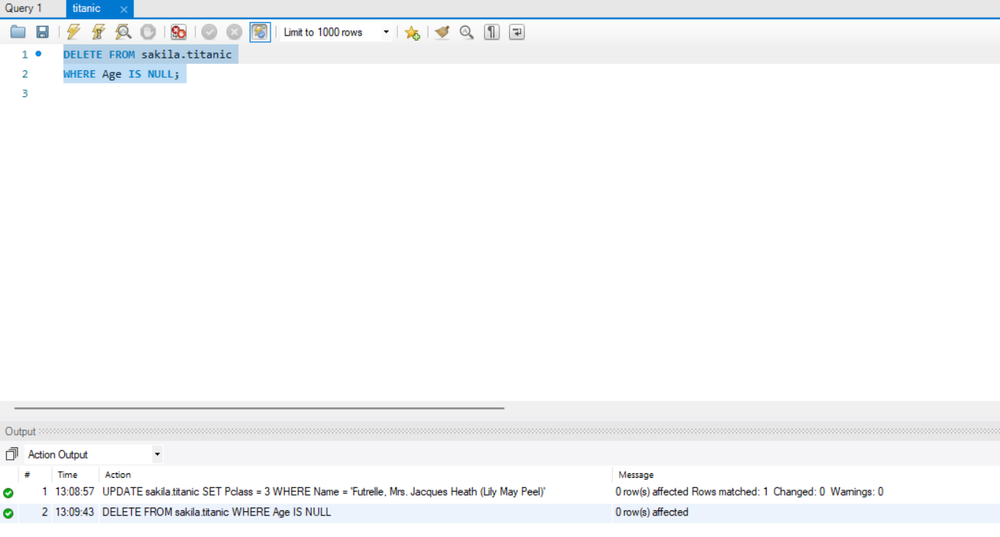 Query 1 titanic
Limit to 1000 rows
1 DELETE FROM sakila.titanic
2 WHERE Age IS NULL;
3
Output
Action Output
# Time Action Message
1 13:08:57 UPDATE sakila.titanic SET Pclass = 3 WHERE Name = 'Futrelle, Mrs. Jacques Heath (Lily May Peel)' 0 row(s) affected Rows matched: 1 Changed: 0 Warnings: 0
2 13:09:43 DELETE FROM sakila.titanic WHERE Age IS NULL 0 row(s) affected